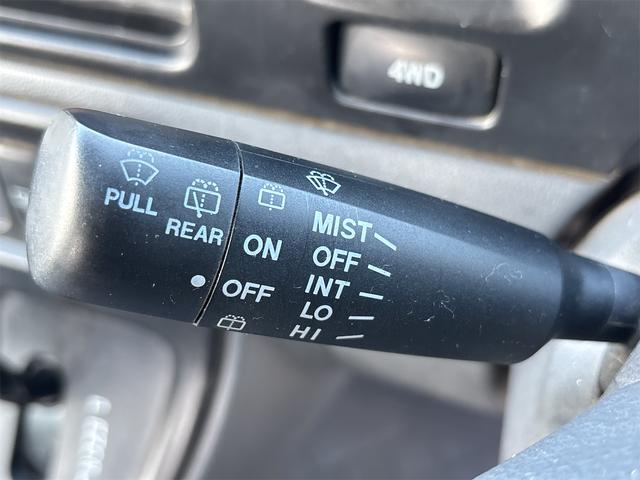 4WD
PULL
REAR
ON
OFF
MIST
OFF
INT
LO
HI